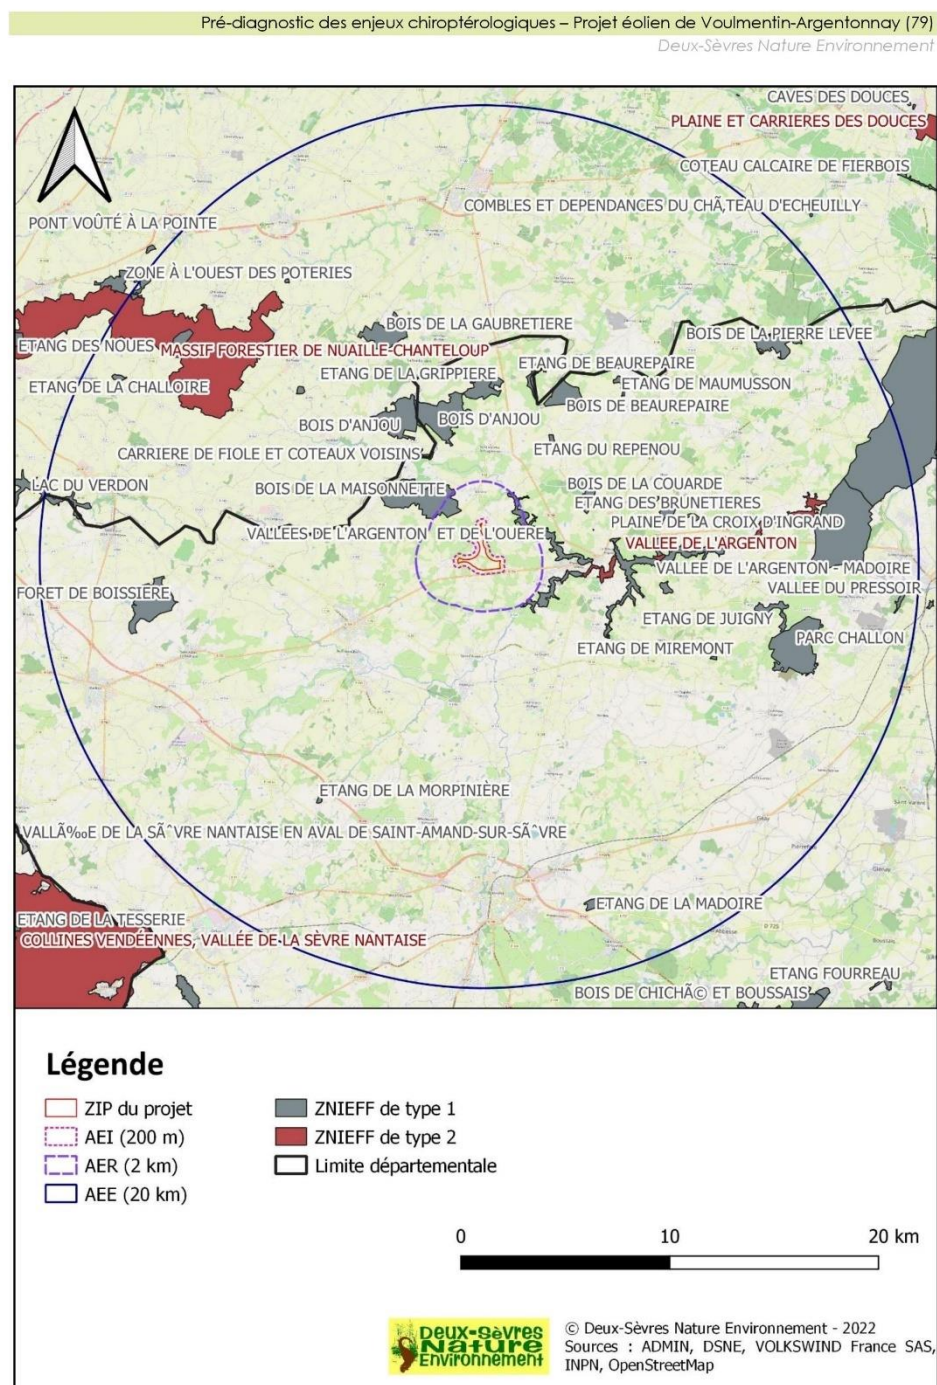 Pré-diagnostic des enjeux chiroptérologiques – Projet éolien de Voulmentin-Argentonnay (79)
Deux-Sèvres Nature Environnement
CAVES DES DOUCES
PLAINE ET CARRIERES DES DOUCES
COTEAU CALCAIRE DE FIERBOIS
COMBLES ET DEPENDANCES DU CHÃ‚TEAU D'ECHEUILLY
PONT VOÛTÉ À LA POINTE
ZONE À L'OUEST DES POTERIES
BOIS DE LA GAUBRETIERE
BOIS DE LA PIERRE LEVEE
ETANG DES NOUES
MASSIF FORESTIER DE NUAILLE-CHANTELOUP
ETANG DE BEAUREPAIRE
ETANG DE LA GRIPPIERE
ETANG DE LA CHALLOIRE
ETANG DE MAUMUSSON
BOIS DE BEAUREPAIRE
BOIS D'ANJOU
BOIS D'ANJOU
CARRIERE DE FIOLE ET COTEAUX VOISINS
ETANG DU REPENOU
LAC DU VERDON
BOIS DE LA MAISONNETTE
BOIS DE LA COUARDE
ETANG DES BRUNETIERES
PLAINE DE LA CROIX D'INGRAND
VALLEES DE L'ARGENTON ET DE L'OUERE
VALLEE DE L'ARGENTON
VALLEE DE L'ARGENTON - MADOIRE
FORET DE BOISSIERE
VALLEE DU PRESSOIR
ETANG DE JUIGNY
PARC CHALLON
ETANG DE MIREMONT
ETANG DE LA MORPINIÈRE
VALLÃ‰E DE LA SÃˆVRE NANTAISE EN AVAL DE SAINT-AMAND-SUR-SÃˆVRE
ETANG DE LA MADOIRE
ETANG DE LA TESSERIE
COLLINES VENDÉENNES, VALLÉE DE LA SÈVRE NANTAISE
ETANG FOURREAU
BOIS DE CHICHÃ© ET BOUSSAIS
Légende
ZIP du projet
AEI (200 m)
AER (2 km)
AEE (20 km)
ZNIEFF de type 1
ZNIEFF de type 2
Limite départementale
0 10 20 km
Deux-Sèvres
Nature
Environnement
© Deux-Sèvres Nature Environnement - 2022
Sources : ADMIN, DSNE, VOLKSWIND France SAS,
INPN, OpenStreetMap